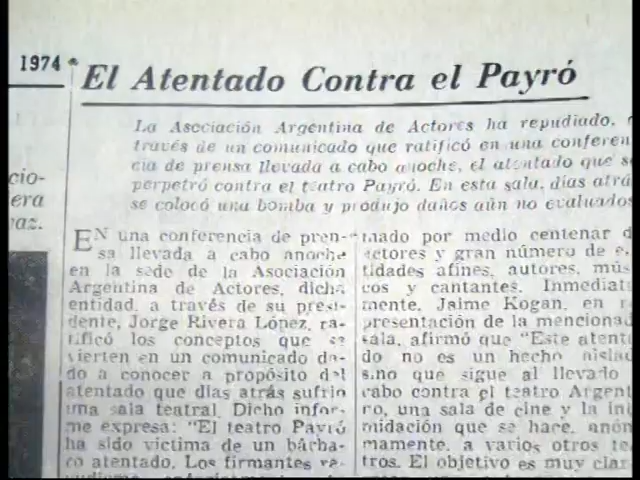 1974
El Atentado Contra el Payró
La Asociación Argentina de Actores ha repudiado,
través de un comunicado que ratificó en una conferen
cia de prensa llevada a cabo anoche, el atentado que s
perpetró contra el teatro Payró. En esta sala, días atrá
se colocó una bomba y produjo daños aún no evaluados
cio-
era
vaz.
EN una conferencia de pren-
sa llevada a cabo anoche
en la sede de la Asociación
Argentina de Actores, dicha
entidad, a través de su presi-
dente, Jorge Rivera López, ra-
tificó los conceptos que se
vierten en un comunicado da-
do a conocer a propósito del
atentado que días atrás sufrió
una sala teatral. Dicho infor-
me expresa: "El teatro Payró
ha sido víctima de un bárba-
ro atentado. Los firmantes re-
mado por medio centenar d
actores y gran número de e
tidades afines, autores, mús
cos y cantantes. Inmediat
mente, Jaime Kogan, en r
presentación de la mencionad
sala, afirmó que "Este atent
do no es un hecho aislad
sino que sigue al llevado
cabo contra el teatro Argent
ro, una sala de cine y la in
midación que se hace, anón
mamente, a varios otros te
tros. El objetivo es muy clar